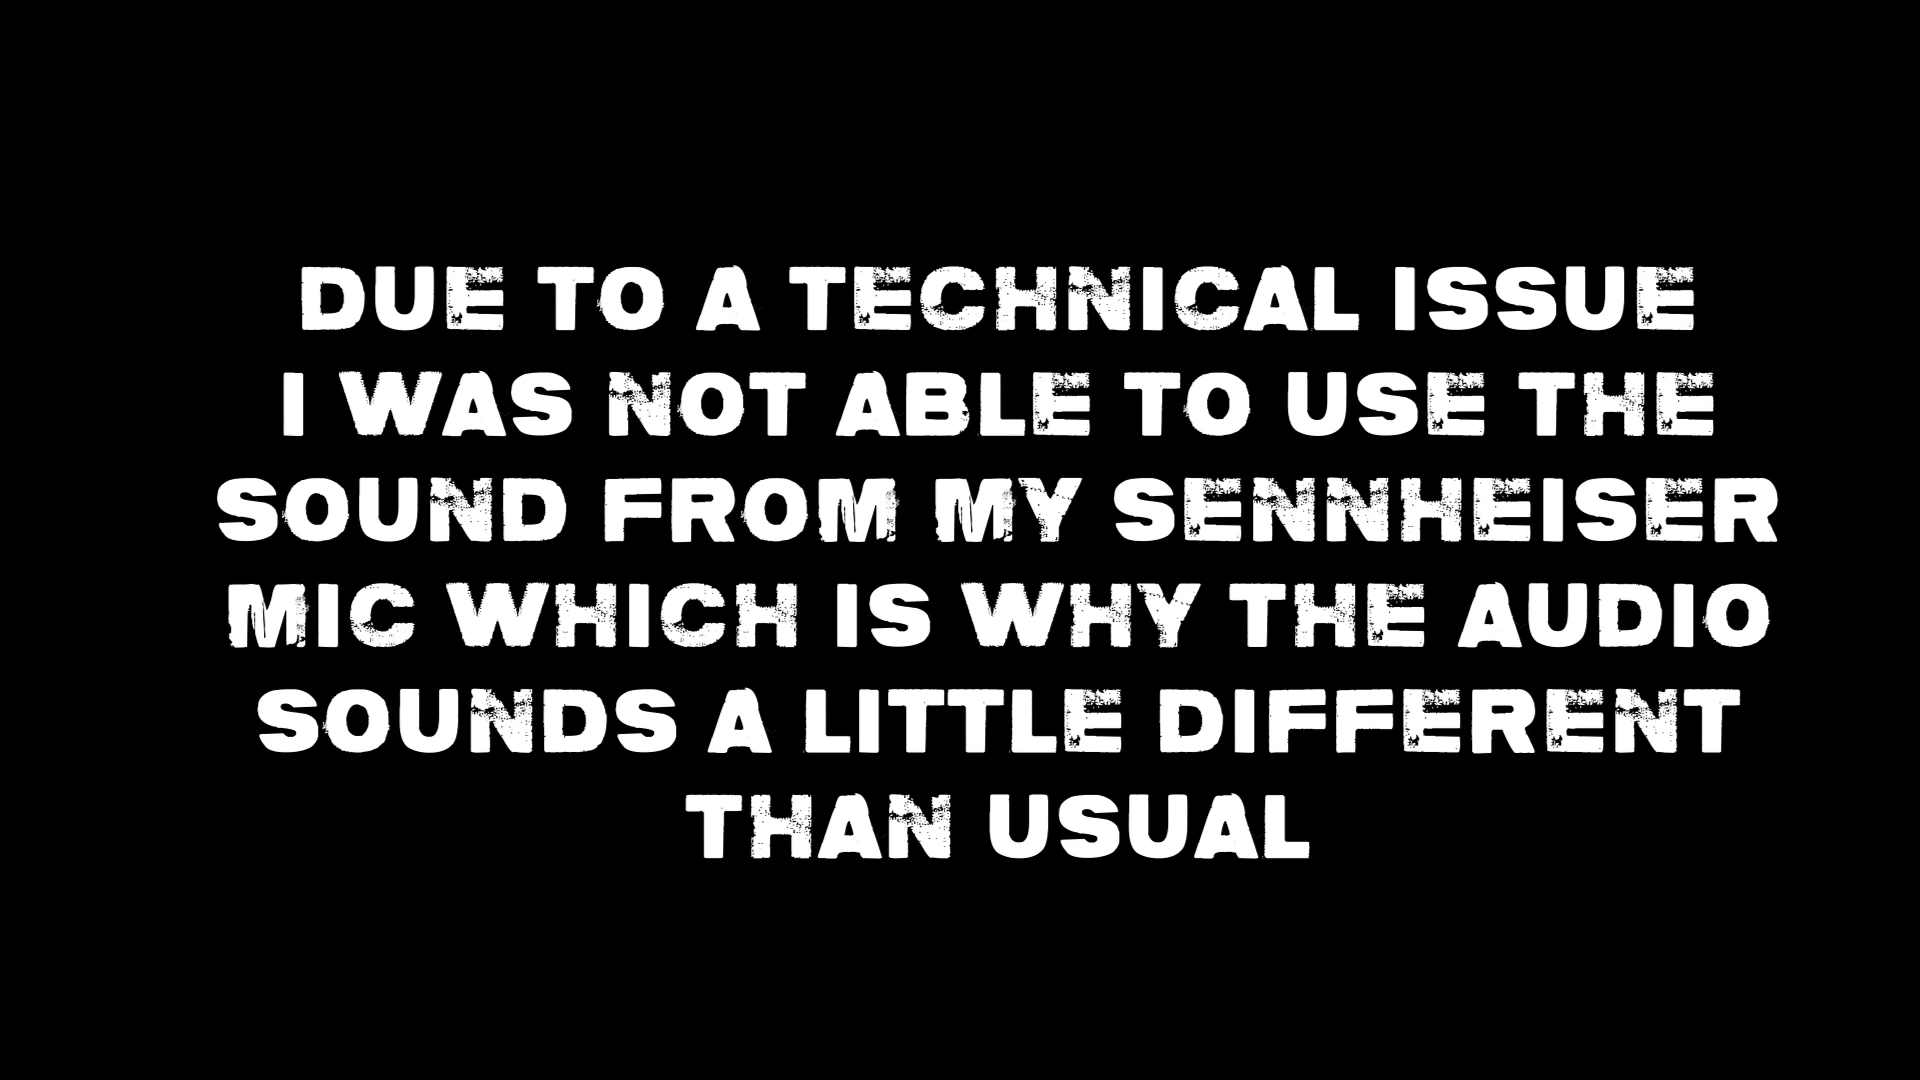 DUE TO A TECHNICAL ISSUE
I WAS NOT ABLE TO USE THE
SOUND FROM MY SENNHEISER
MIC WHICH IS WHY THE AUDIO
SOUNDS A LITTLE DIFFERENT
THAN USUAL